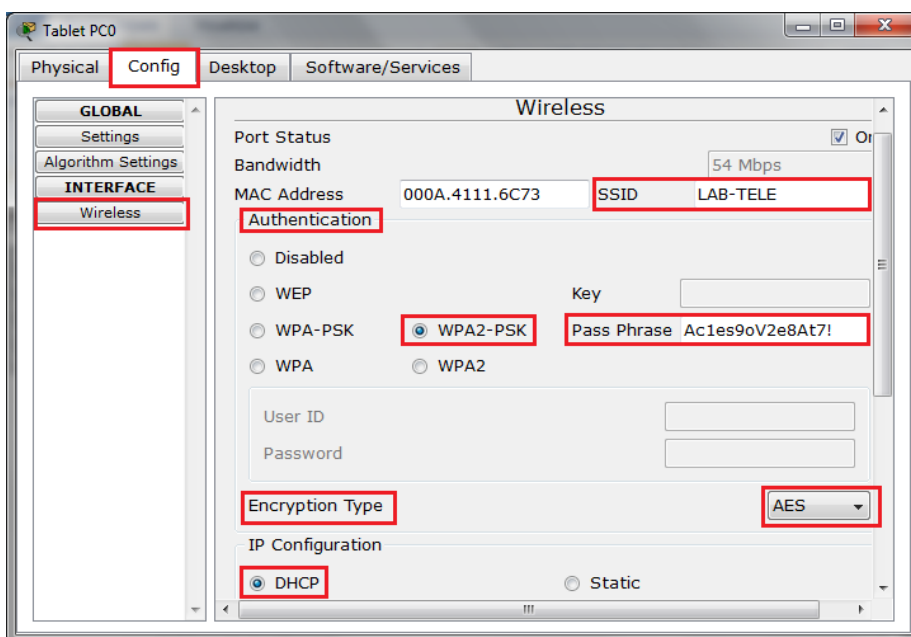 Tablet PC0
Physical Config Desktop Software/Services
GLOBAL
Settings
Algorithm Settings
INTERFACE
Wireless
Wireless
Port Status
Bandwidth 54 Mbps
MAC Address 000A.4111.6C73 SSID LAB-TELE
Authentication
Disabled
WEP Key
WPA-PSK WPA2-PSK Pass Phrase Ac1es9oV2e8At7!
WPA WPA2
User ID
Password
Encryption Type AES
IP Configuration
DHCP Static